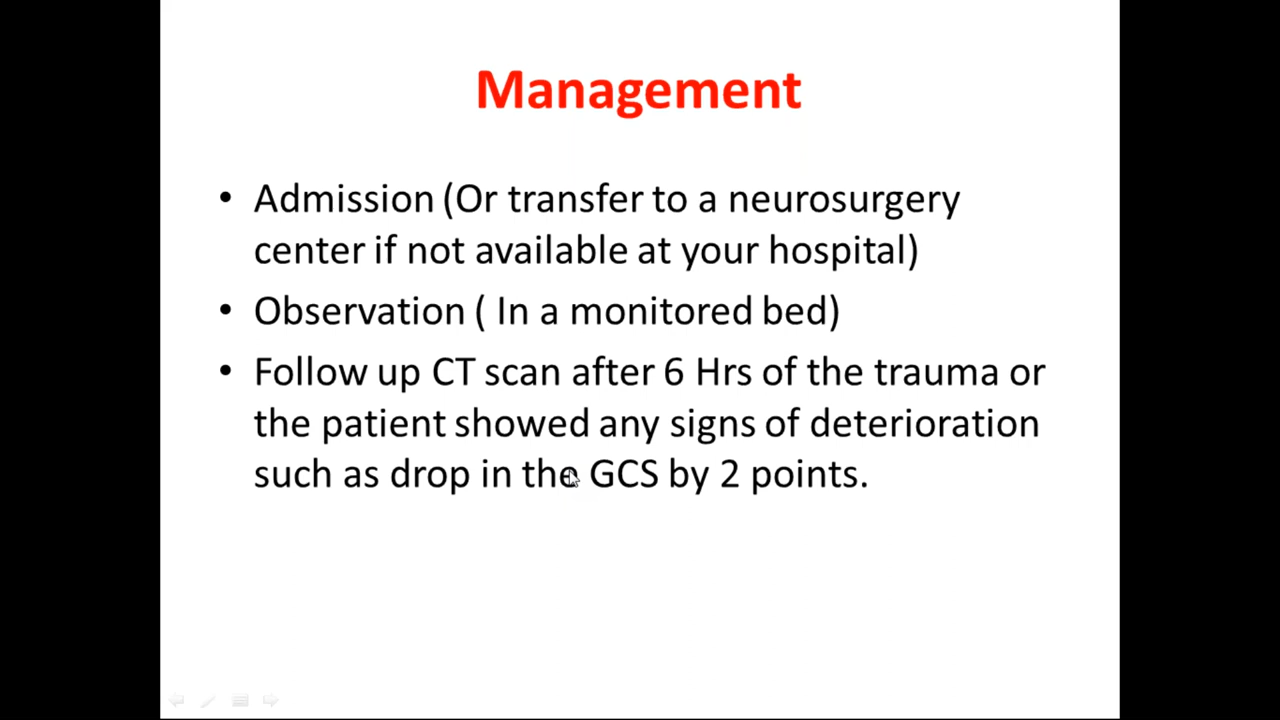 Management
• Admission (Or transfer to a neurosurgery
center if not available at your hospital)
• Observation ( In a monitored bed)
• Follow up CT scan after 6 Hrs of the trauma or
the patient showed any signs of deterioration
such as drop in the GCS by 2 points.